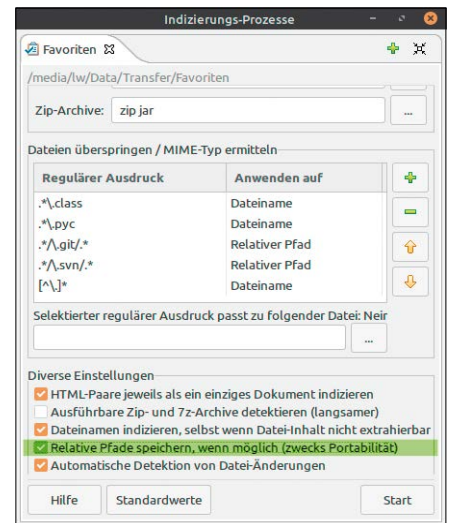 Indizierungs-Prozesse
Favoriten
/media/lw/Data/Transfer/Favoriten
Zip-Archive: zip jar ...
Dateien überspringen / MIME-Typ ermitteln
Regulärer Ausdruck Anwenden auf
.*\.class Dateiname
.*\.pyc Dateiname
.*/\.git/.* Relativer Pfad
.*/\.svn/.* Relativer Pfad
[^\.]* Dateiname
Selektierter regulärer Ausdruck passt zu folgender Datei: Neir
...
Diverse Einstellungen
HTML-Paare jeweils als ein einziges Dokument indizieren
Ausführbare Zip- und 7z-Archive detektieren (langsamer)
Dateinamen indizieren, selbst wenn Datei-Inhalt nicht extrahierbar
Relative Pfade speichern, wenn möglich (zwecks Portabilität)
Automatische Detektion von Datei-Änderungen
Hilfe Standardwerte Start